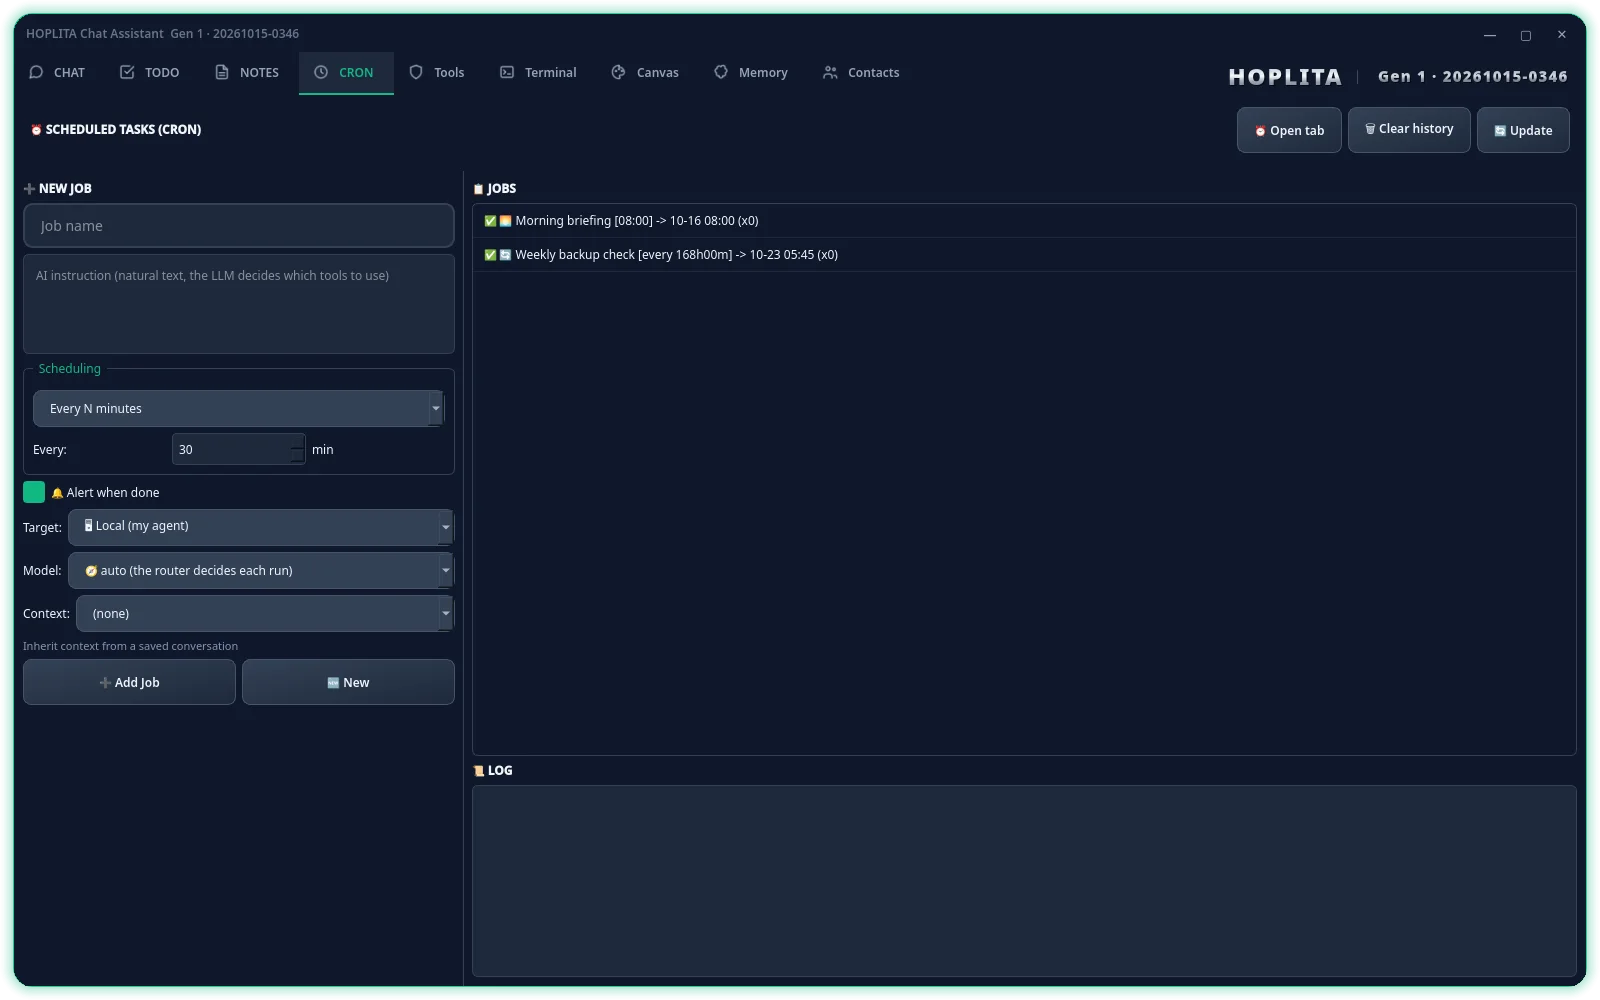 HOPLITA Chat Assistant Gen 1 · 20261015-0346
CHAT
TODO
NOTES
CRON
Tools
Terminal
Canvas
Memory
Contacts
HOPLITA
Gen 1 · 20261015-0346
SCHEDULED TASKS (CRON)
Open tab
Clear history
Update
NEW JOB
Job name
AI instruction (natural text, the LLM decides which tools to use)
Scheduling
Every N minutes
Every: 30 min
Alert when done
Target: Local (my agent)
Model: auto (the router decides each run)
Context: (none)
Inherit context from a saved conversation
Add Job
New
JOBS
Morning briefing [08:00] -> 10-16 08:00 (x0)
Weekly backup check [every 168h00m] -> 10-23 05:45 (x0)
LOG